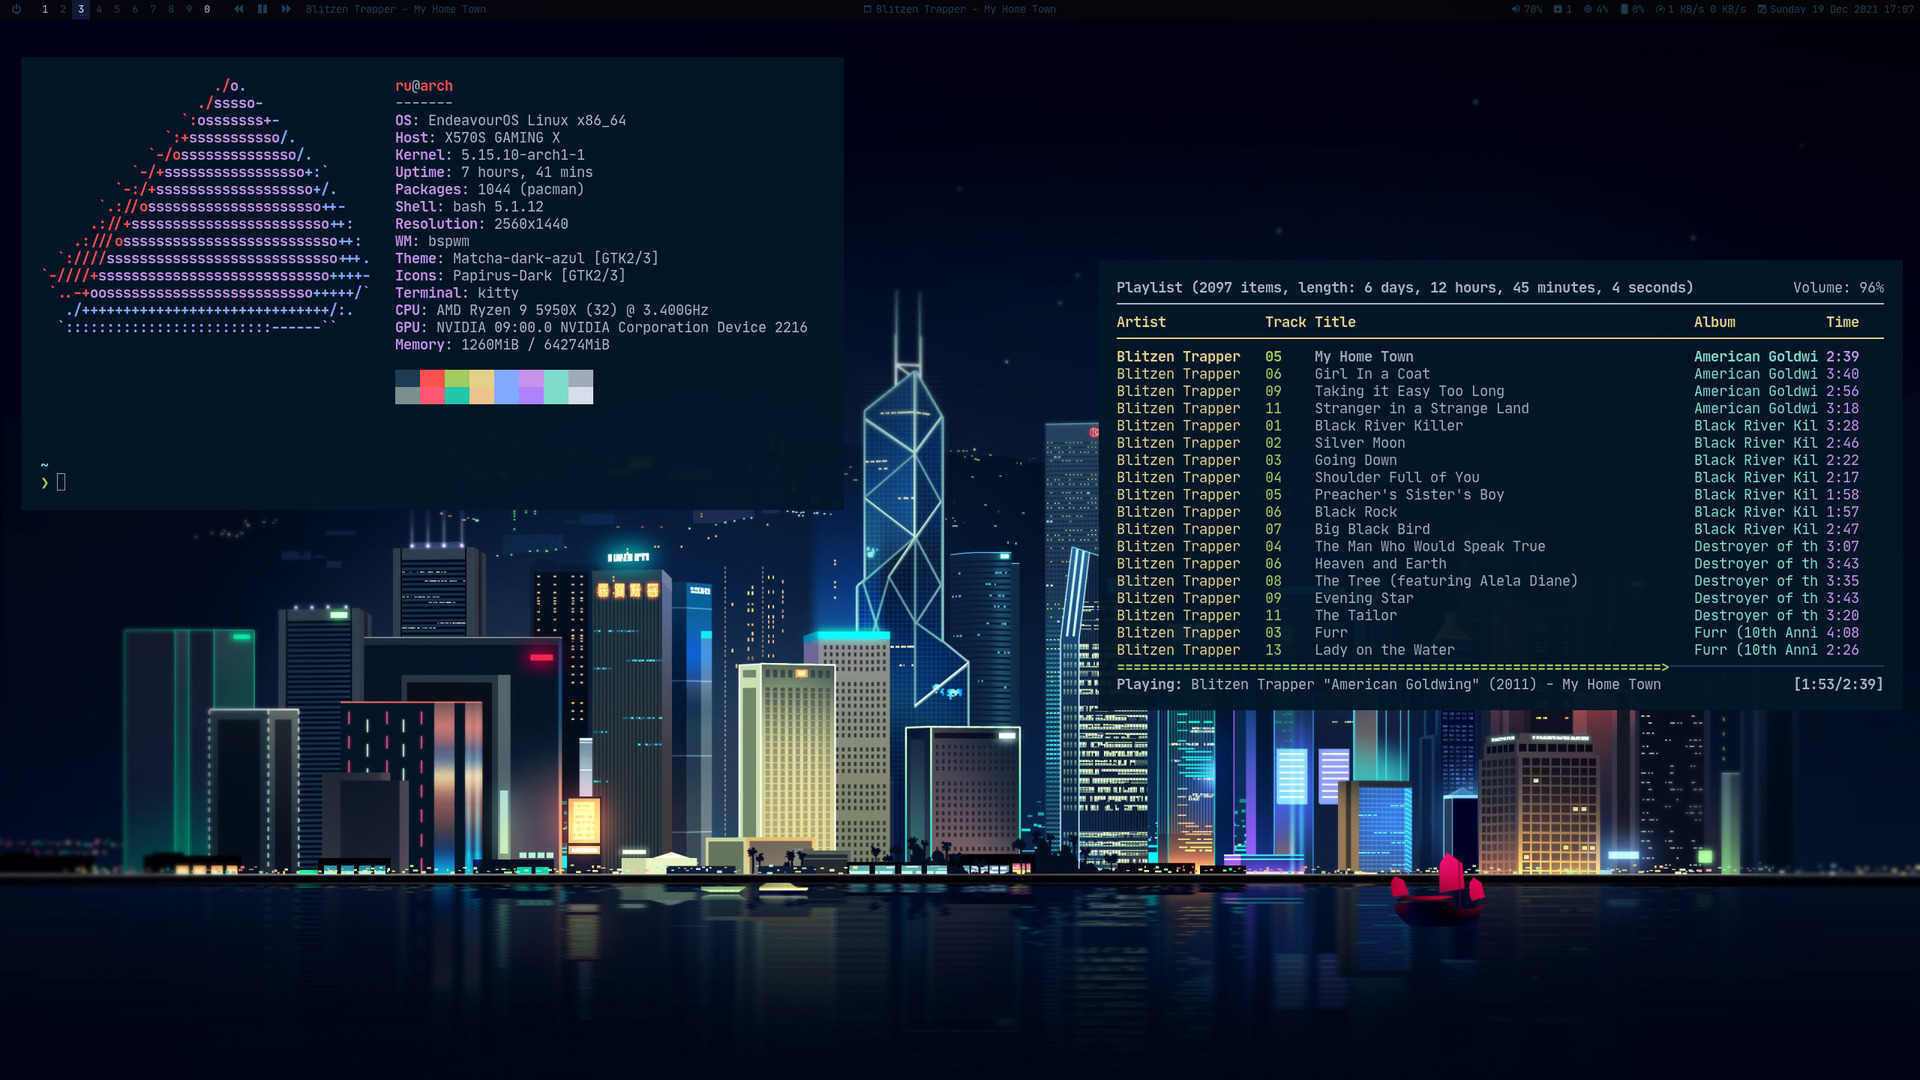 1 2 3 4 5 6 7 8 9 0 Blitzen Trapper - My Home Town
Blitzen Trapper - My Home Town
70% 1 4% 0% 1 KB/s 0 KB/s Sunday 19 Dec 2021 17:07
./o.
./sssso-
`:osssssss+-
`:+sssssssssso/.
`-/ossssssssssssso/.
`-/+sssssssssssssssso+:`
`-:/+sssssssssssssssssso+/.
`.://osssssssssssssssssssso++-
.://+ssssssssssssssssssssssso++:
.:///ossssssssssssssssssssssssso++:
`:////ssssssssssssssssssssssssssso+++.
`-////+ssssssssssssssssssssssssssso++++-
`..-+oosssssssssssssssssssssssso+++++/`
./++++++++++++++++++++++++++++++/:.
`:::::::::::::::::::::::::------``
ru@arch
-------
OS: EndeavourOS Linux x86_64
Host: X570S GAMING X
Kernel: 5.15.10-arch1-1
Uptime: 7 hours, 41 mins
Packages: 1044 (pacman)
Shell: bash 5.1.12
Resolution: 2560x1440
WM: bspwm
Theme: Matcha-dark-azul [GTK2/3]
Icons: Papirus-Dark [GTK2/3]
Terminal: kitty
CPU: AMD Ryzen 9 5950X (32) @ 3.400GHz
GPU: NVIDIA 09:00.0 NVIDIA Corporation Device 2216
Memory: 1260MiB / 64274MiB
~
❯
Playlist (2097 items, length: 6 days, 12 hours, 45 minutes, 4 seconds) Volume: 96%
Artist Track Title Album Time
Blitzen Trapper 05 My Home Town American Goldwi 2:39
Blitzen Trapper 06 Girl In a Coat American Goldwi 3:40
Blitzen Trapper 09 Taking it Easy Too Long American Goldwi 2:56
Blitzen Trapper 11 Stranger in a Strange Land American Goldwi 3:18
Blitzen Trapper 01 Black River Killer Black River Kil 3:28
Blitzen Trapper 02 Silver Moon Black River Kil 2:46
Blitzen Trapper 03 Going Down Black River Kil 2:22
Blitzen Trapper 04 Shoulder Full of You Black River Kil 2:17
Blitzen Trapper 05 Preacher's Sister's Boy Black River Kil 1:58
Blitzen Trapper 06 Black Rock Black River Kil 1:57
Blitzen Trapper 07 Big Black Bird Black River Kil 2:47
Blitzen Trapper 04 The Man Who Would Speak True Destroyer of th 3:07
Blitzen Trapper 06 Heaven and Earth Destroyer of th 3:43
Blitzen Trapper 08 The Tree (featuring Alela Diane) Destroyer of th 3:35
Blitzen Trapper 09 Evening Star Destroyer of th 3:43
Blitzen Trapper 11 The Tailor Destroyer of th 3:20
Blitzen Trapper 03 Furr Furr (10th Anni 4:08
Blitzen Trapper 13 Lady on the Water Furr (10th Anni 2:26
==================================================================>
Playing: Blitzen Trapper "American Goldwing" (2011) - My Home Town [1:53/2:39]